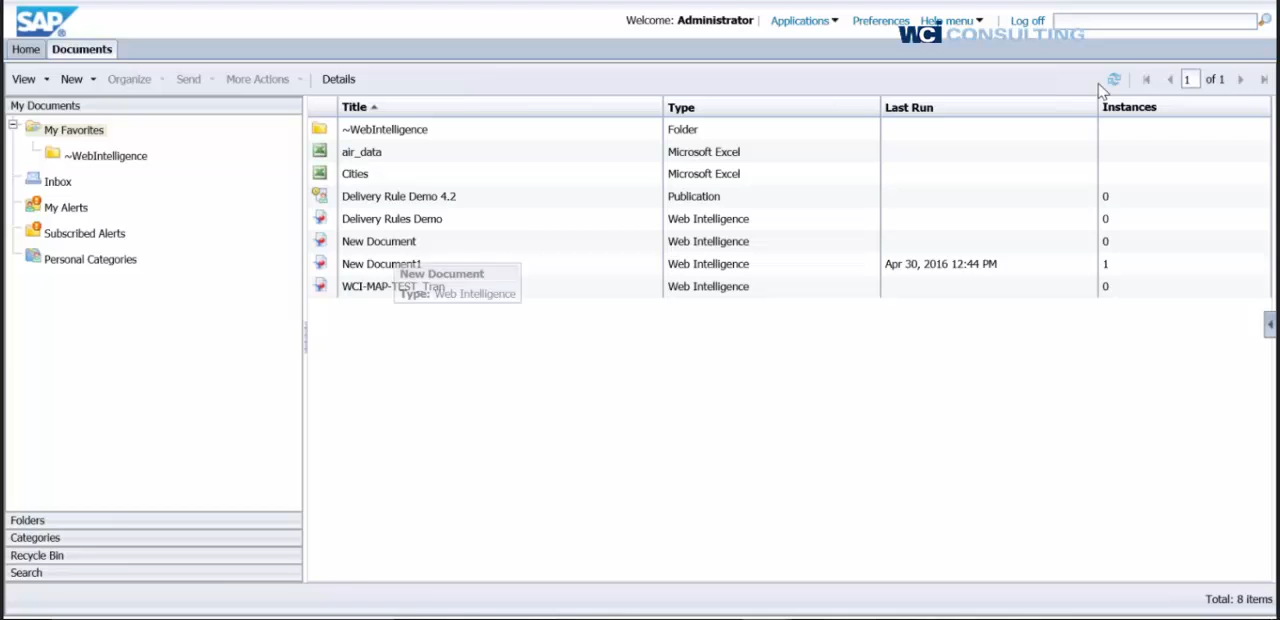 SAP
Welcome: Administrator Applications Preferences Help menu Log off
WCI CONSULTING
Home Documents
View New Organize Send More Actions Details 1 of 1
My Documents Title Type Last Run Instances
My Favorites ~WebIntelligence Folder
~WebIntelligence air_data Microsoft Excel
Inbox Cities Microsoft Excel
My Alerts Delivery Rule Demo 4.2 Publication 0
Subscribed Alerts Delivery Rules Demo Web Intelligence 0
Personal Categories New Document Web Intelligence 0
New Document1 Web Intelligence Apr 30, 2016 12:44 PM 1
New Document
WCI-MAP-TEST_Tran Web Intelligence 0
Type: Web Intelligence
Folders
Categories
Recycle Bin
Search
Total: 8 items